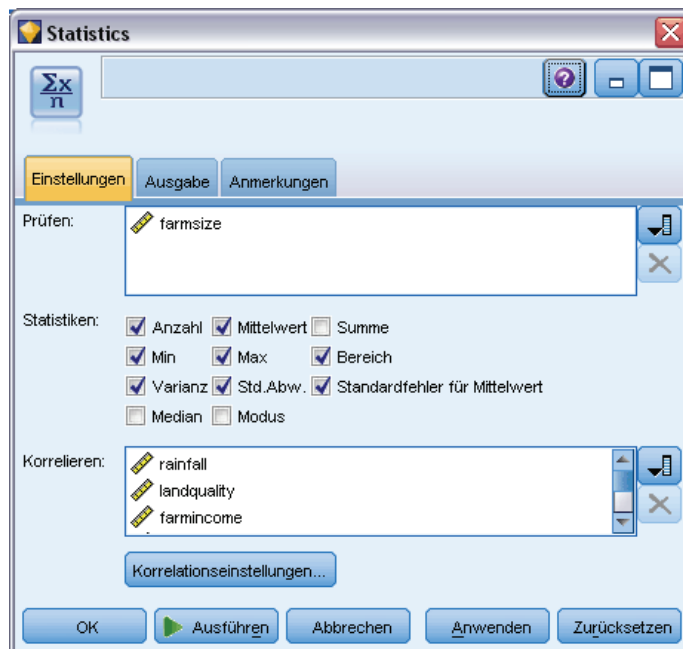 Statistics
Σx
n
?
Einstellungen Ausgabe Anmerkungen
Prüfen:
farmsize
Statistiken:
Anzahl Mittelwert Summe
Min Max Bereich
Varianz Std.Abw. Standardfehler für Mittelwert
Median Modus
Korrelieren:
rainfall
landquality
farmincome
Korrelationseinstellungen...
OK Ausführen Abbrechen Anwenden Zurücksetzen